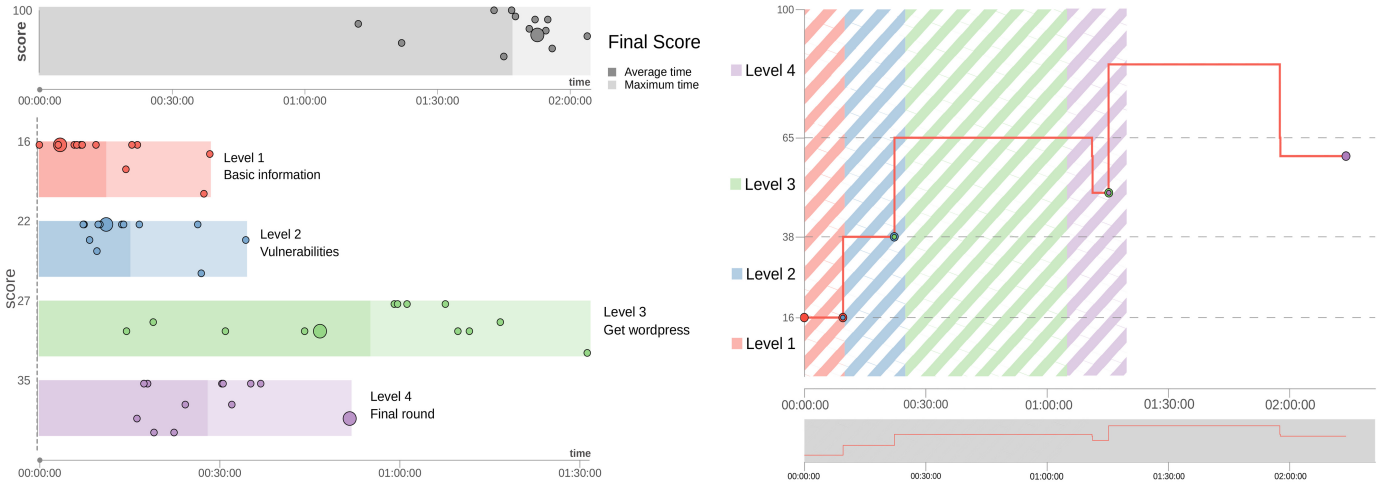 100
score
Final Score
Average time
Maximum time
time
00:00:00
00:30:00
01:00:00
01:30:00
02:00:00
16
Level 1
Basic information
22
Level 2
Vulnerabilities
score
27
Level 3
Get wordpress
35
Level 4
Final round
time
00:00:00
00:30:00
01:00:00
01:30:00
100
Level 4
65
Level 3
38
Level 2
16
Level 1
00:00:00
00:30:00
01:00:00
01:30:00
02:00:00
00:00:00
00:30:00
01:00:00
01:30:00
02:00:00